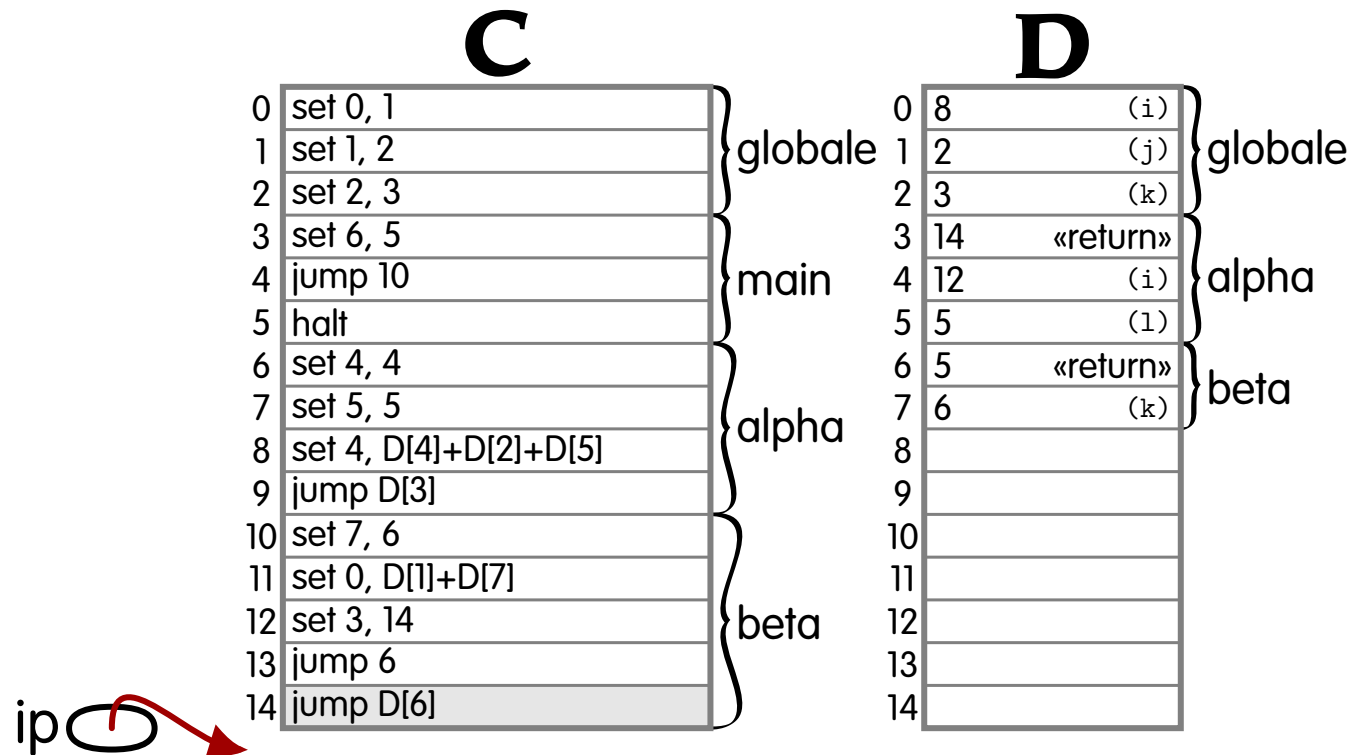 C D
0 set 0, 1 0 8 (i)
1 set 1, 2 globale 1 2 (j) globale
2 set 2, 3 2 3 (k)
3 set 6, 5 3 14 «return»
4 jump 10 main 4 12 (i) alpha
5 halt 5 5 (l)
6 set 4, 4 6 5 «return»
7 set 5, 5 alpha 7 6 (k) beta
8 set 4, D[4]+D[2]+D[5] 8
9 jump D[3] 9
10 set 7, 6 10
11 set 0, D[1]+D[7] 11
12 set 3, 14 beta 12
13 jump 6 13
14 jump D[6] 14
ip